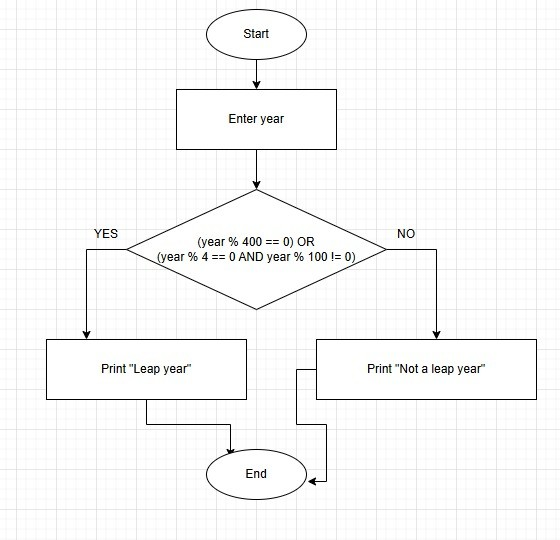 Start
Enter year
YES
NO
(year % 400 == 0) OR
(year % 4 == 0 AND year % 100 != 0)
Print "Leap year"
Print "Not a leap year"
End